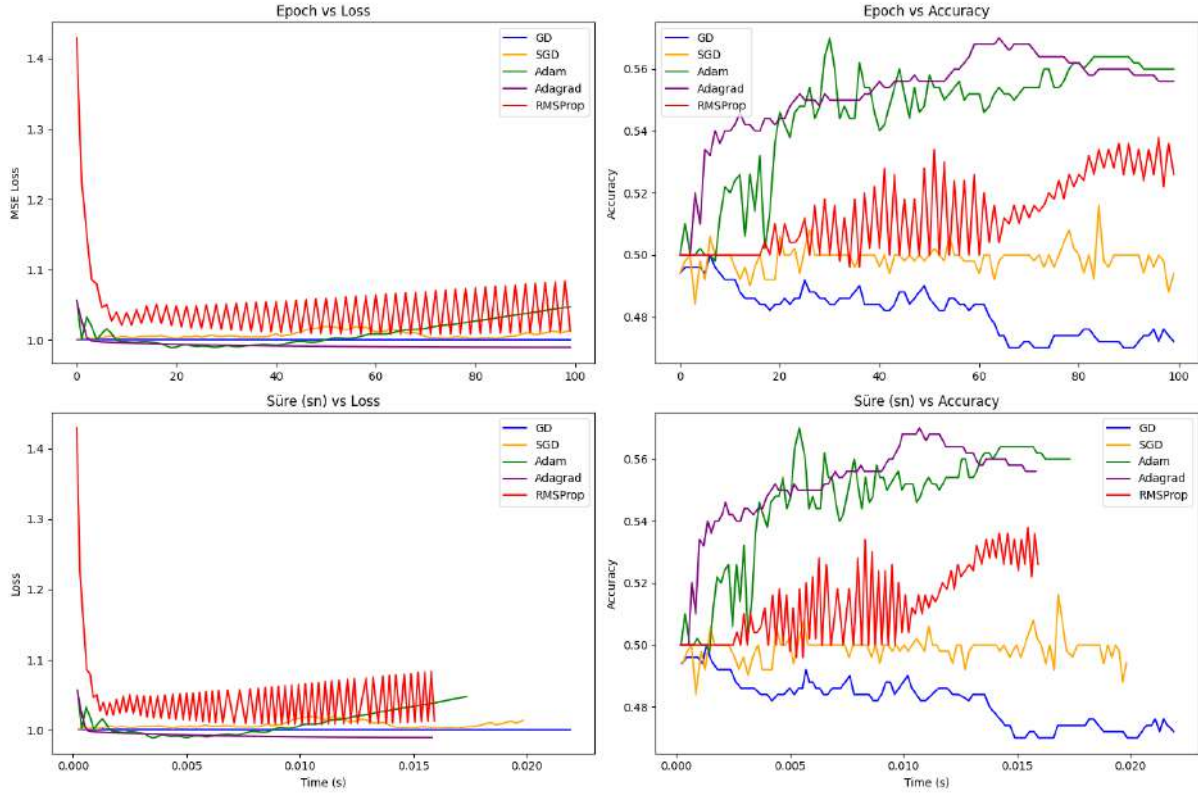 Epoch vs Loss
MSE Loss
1.4
1.3
1.2
1.1
1.0
0
20
40
60
80
100
GD
SGD
Adam
Adagrad
RMSProp
Epoch vs Accuracy
Accuracy
0.56
0.54
0.52
0.50
0.48
0
20
40
60
80
100
GD
SGD
Adam
Adagrad
RMSProp
Süre (sn) vs Loss
Loss
1.4
1.3
1.2
1.1
1.0
0.000
0.005
0.010
0.015
0.020
Time (s)
GD
SGD
Adam
Adagrad
RMSProp
Süre (sn) vs Accuracy
Accuracy
0.56
0.54
0.52
0.50
0.48
0.000
0.005
0.010
0.015
0.020
Time (s)
GD
SGD
Adam
Adagrad
RMSProp